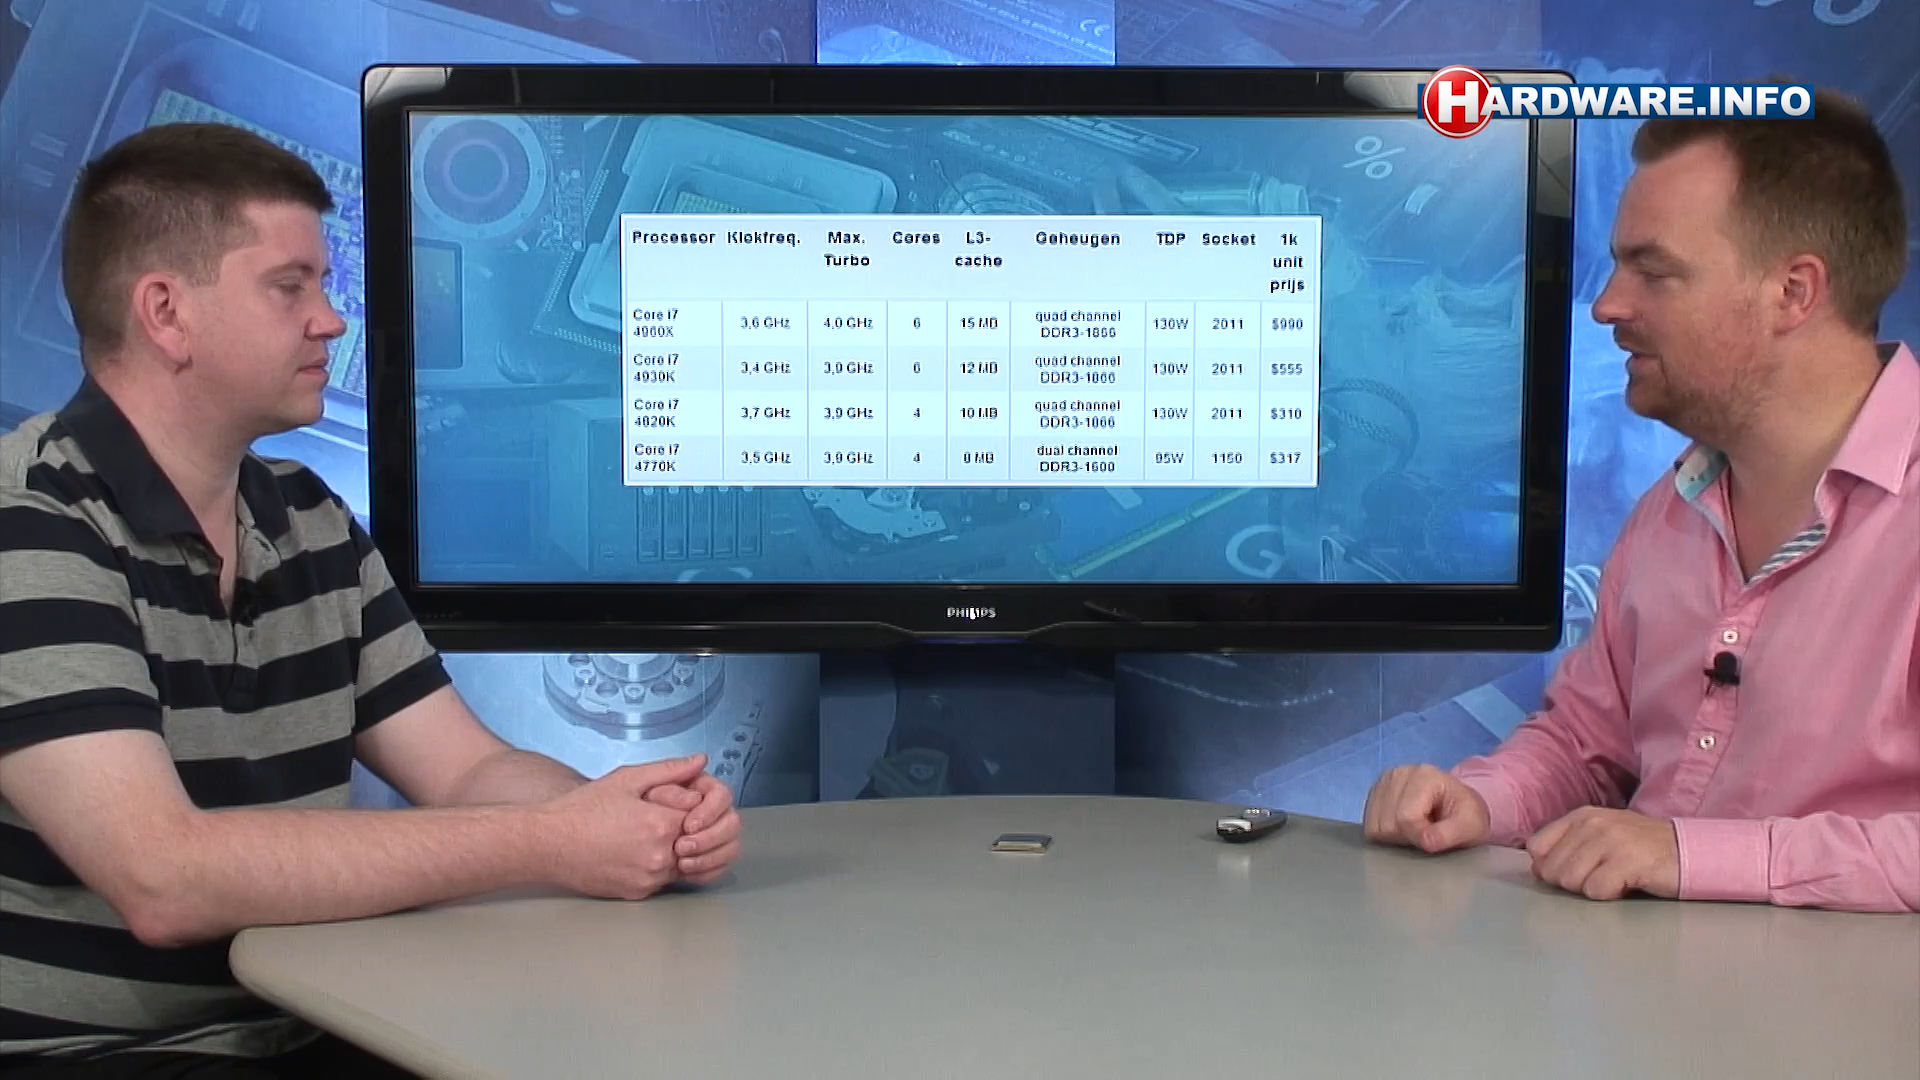 HARDWARE.INFO
Processor Klokfreq. Max. Turbo Cores L3-cache Geheugen TDP Socket 1k unit prijs
Core i7 4960X 3,6 GHz 4,0 GHz 6 15 MB quad channel DDR3-1866 130W 2011 $990
Core i7 4930K 3,4 GHz 3,9 GHz 6 12 MB quad channel DDR3-1866 130W 2011 $555
Core i7 4820K 3,7 GHz 3,9 GHz 4 10 MB quad channel DDR3-1866 130W 2011 $310
Core i7 4770K 3,5 GHz 3,9 GHz 4 8 MB dual channel DDR3-1600 95W 1150 $317
PHILIPS
%
G
CE